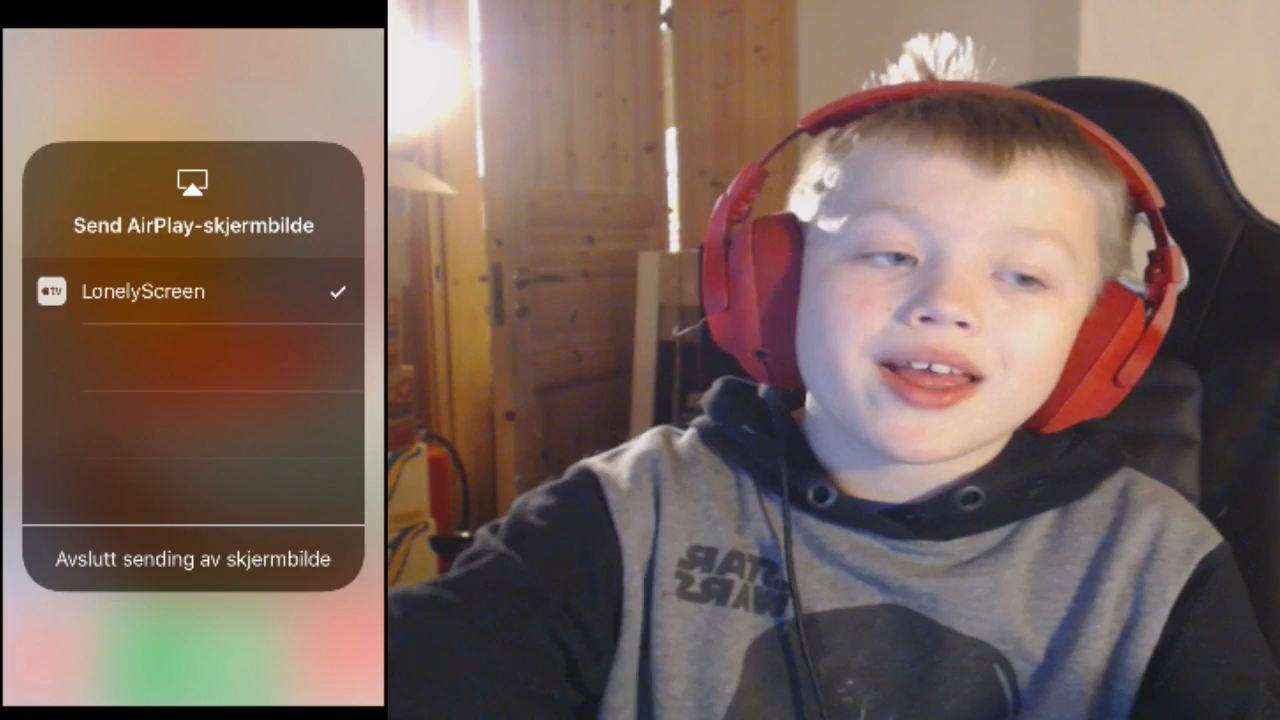 Send AirPlay-skjermbilde
tv LonelyScreen
Avslutt sending av skjermbilde
STAR
WARS